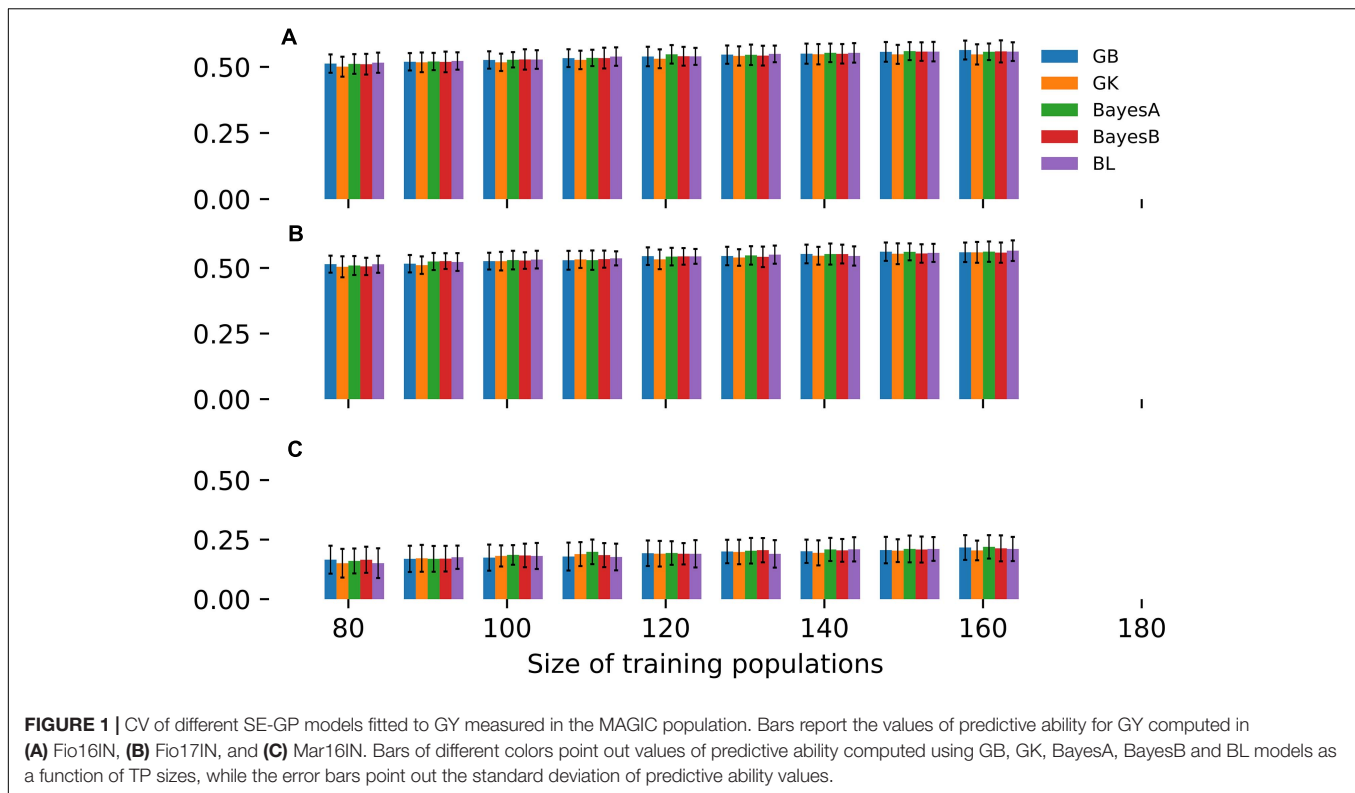 A
0.50
0.25
0.00
GB
GK
BayesA
BayesB
BL
B
0.50
0.25
0.00
C
0.50
0.25
0.00
80 100 120 140 160 180
Size of training populations
FIGURE 1 | CV of different SE-GP models fitted to GY measured in the MAGIC population. Bars report the values of predictive ability for GY computed in
(A) Fio16IN, (B) Fio17IN, and (C) Mar16IN. Bars of different colors point out values of predictive ability computed using GB, GK, BayesA, BayesB and BL models as
a function of TP sizes, while the error bars point out the standard deviation of predictive ability values.